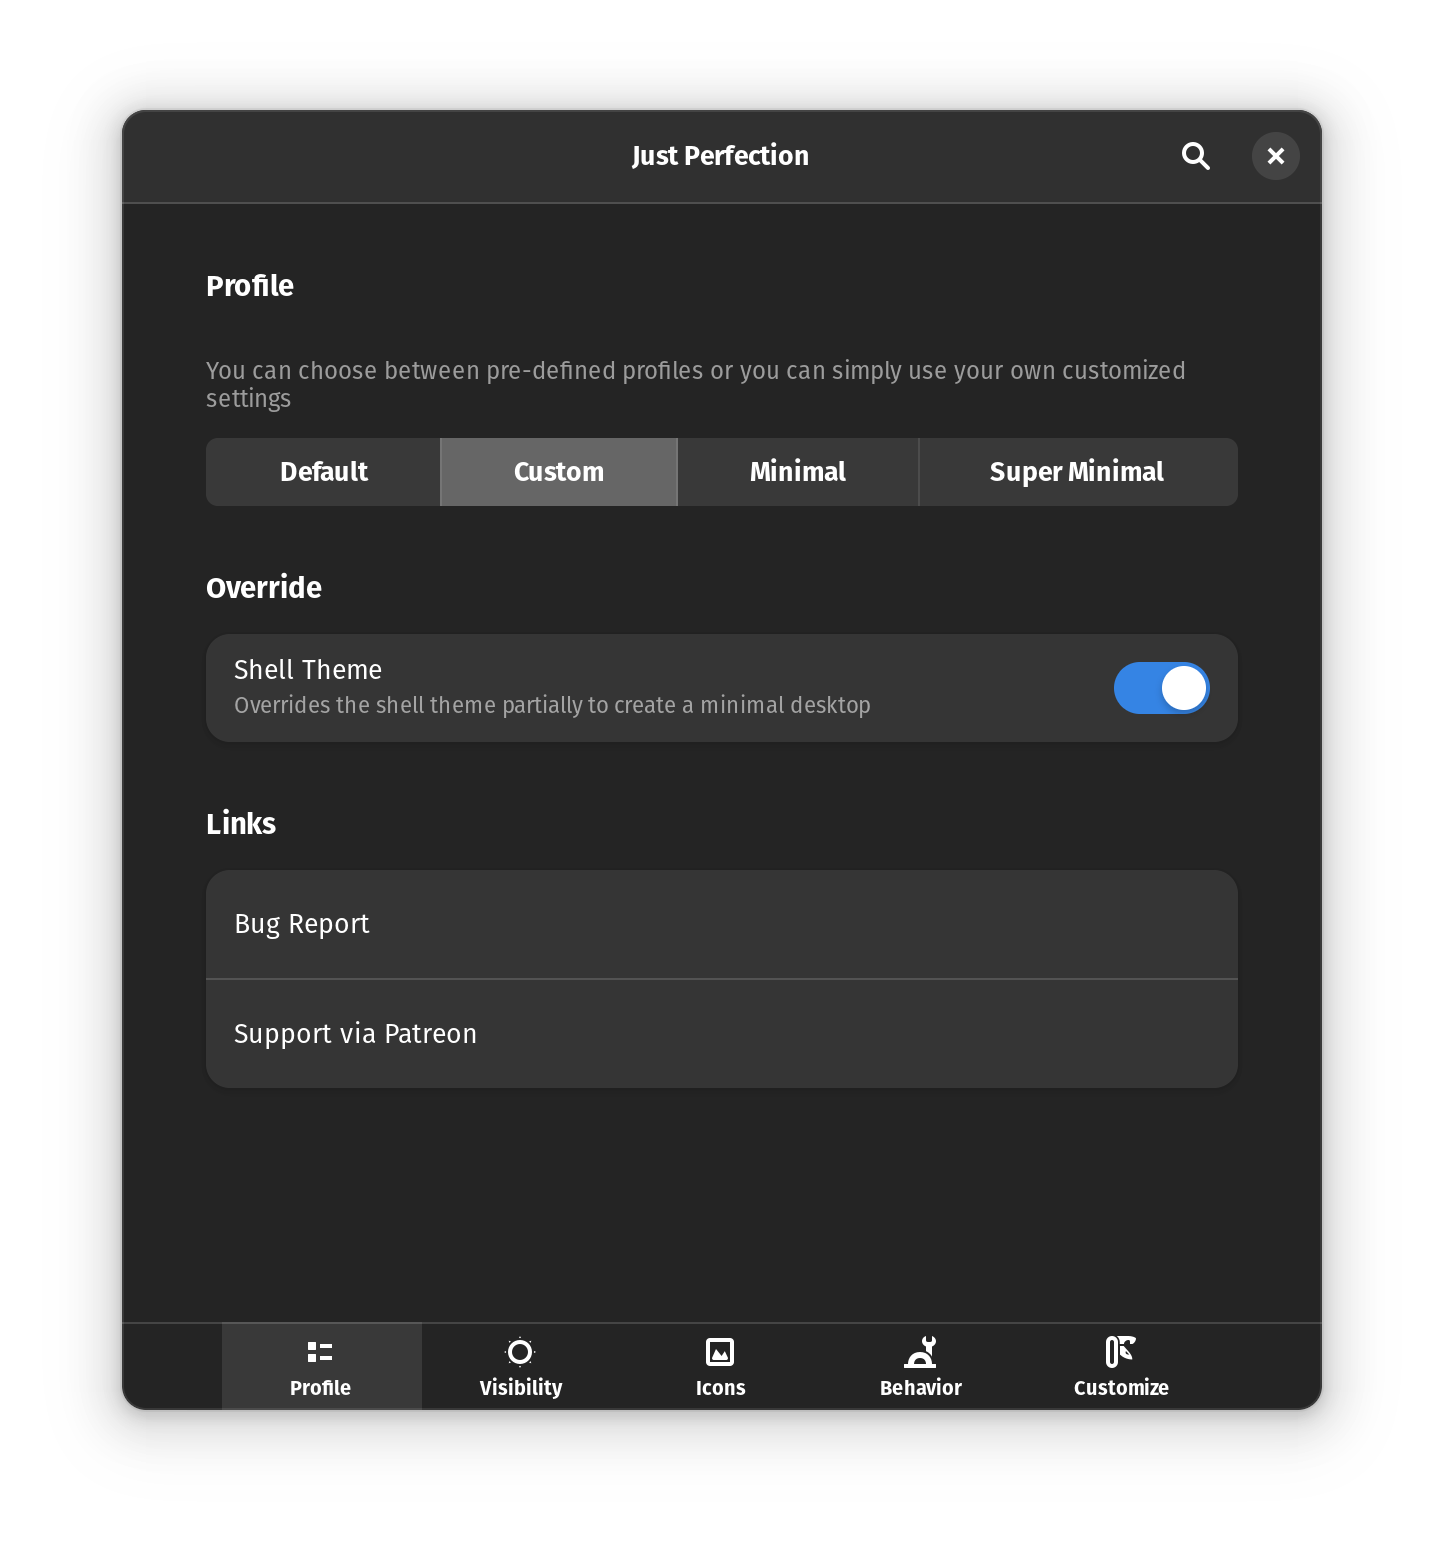 Just Perfection
Profile
You can choose between pre-defined profiles or you can simply use your own customized
settings
Default
Custom
Minimal
Super Minimal
Override
Shell Theme
Overrides the shell theme partially to create a minimal desktop
Links
Bug Report
Support via Patreon
Profile
Visibility
Icons
Behavior
Customize